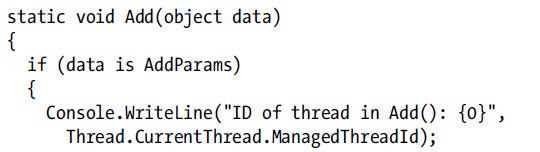 static void Add(object data)
{
  if (data is AddParams)
  {
    Console.WriteLine("ID of thread in Add(): {0}",
      Thread.CurrentThread.ManagedThreadId);